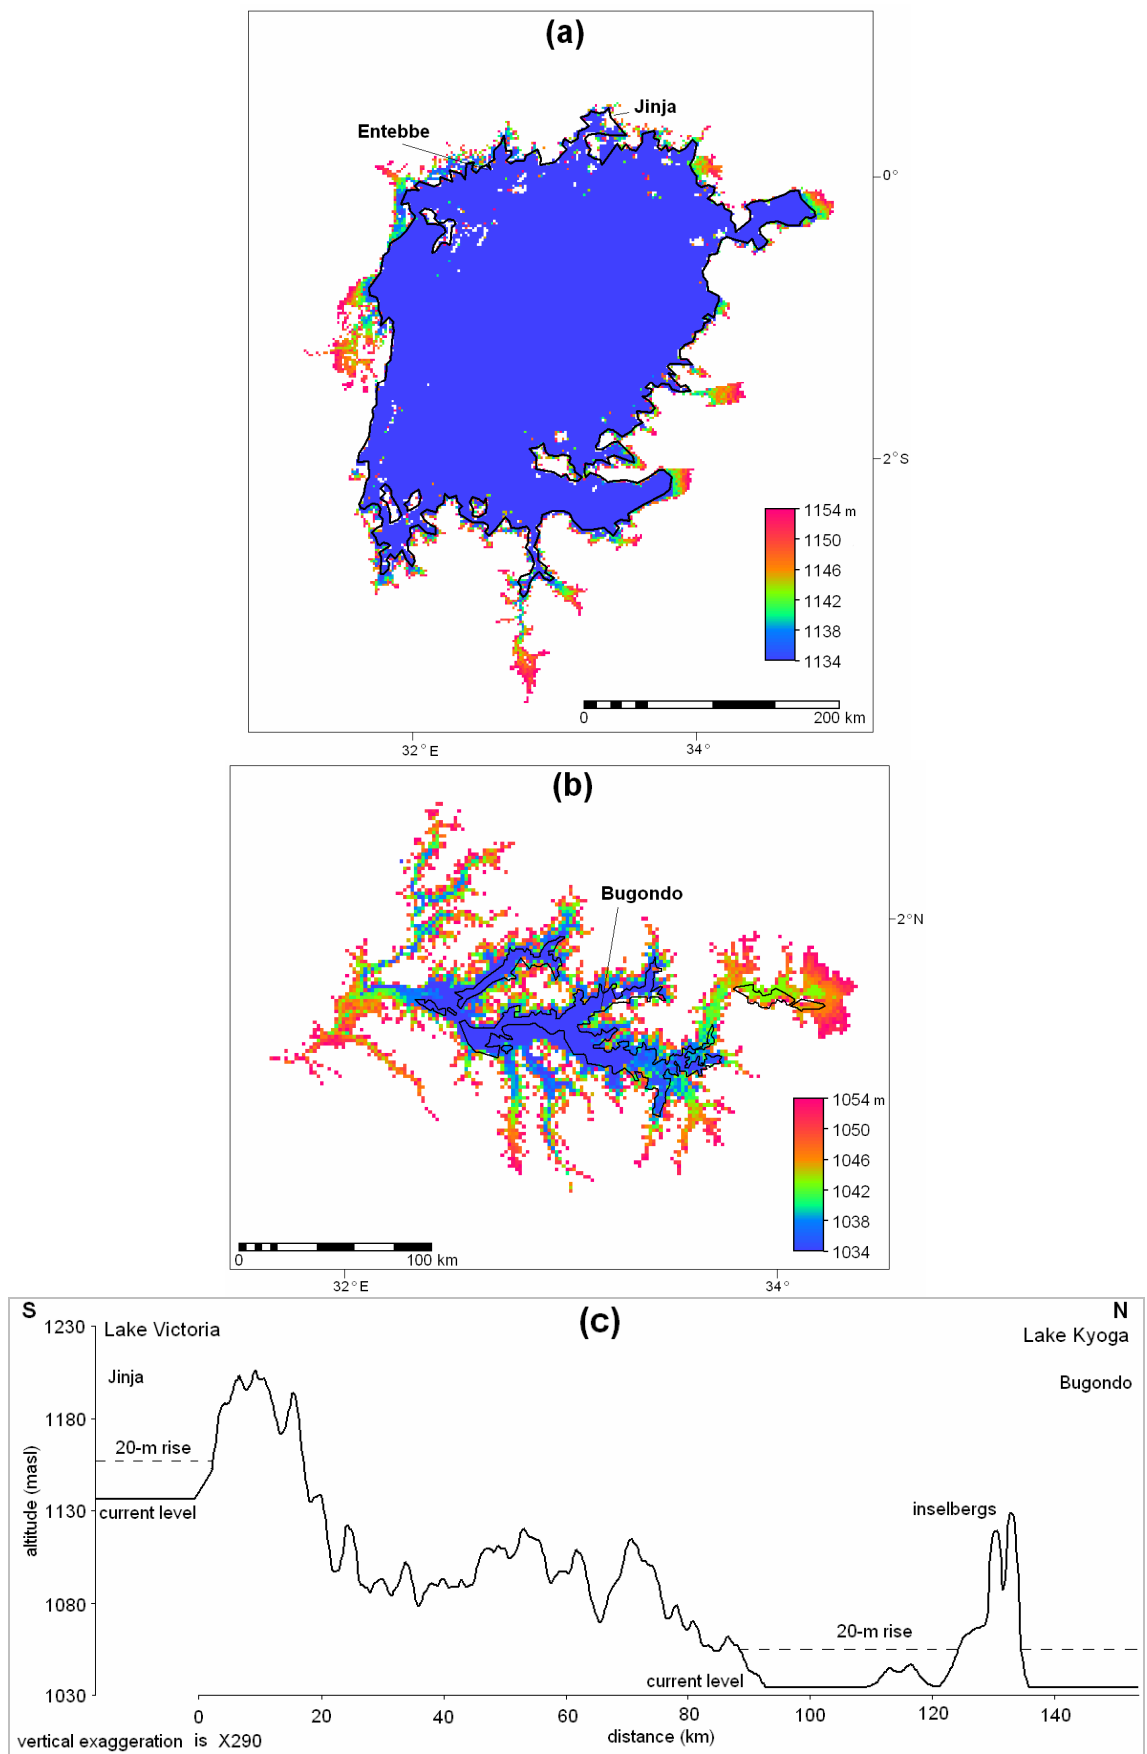 (a)
Jinja
Entebbe
0°
2°S
1154 m
1150
1146
1142
1138
1134
0 200 km
32°E 34°
(b)
Bugondo
2°N
1054 m
1050
1046
1042
1038
1034
0 100 km
32°E 34°
S (c) N
1230
Lake Victoria Lake Kyoga
Jinja Bugondo
1180
20-m rise
1130
current level
inselbergs
altitude (masl)
1080
20-m rise
current level
1030
0 20 40 60 80 100 120 140
distance (km)
vertical exaggeration is X290